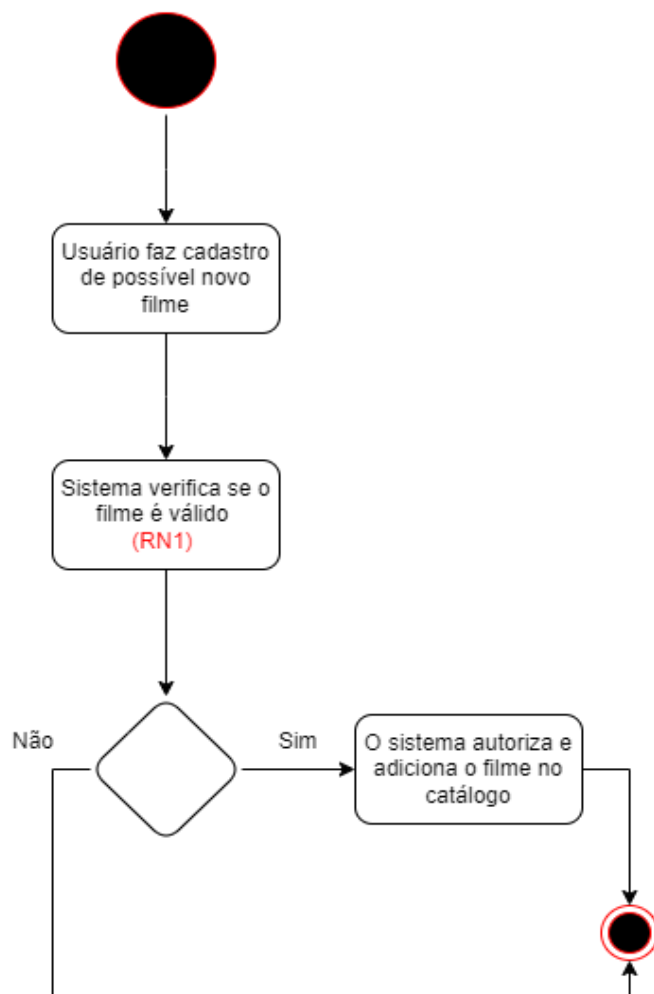 Usuário faz cadastro
de possível novo
filme
Sistema verifica se o
filme é válido
(RN1)
Não
Sim
O sistema autoriza e
adiciona o filme no
catálogo